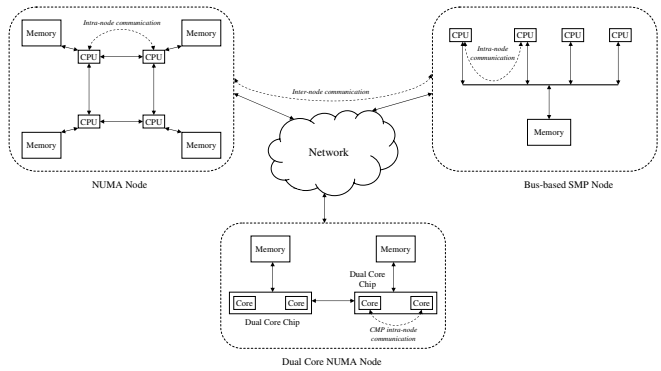 Intra-node communication
Memory
Memory
CPU
CPU
CPU
CPU
Memory
Memory
NUMA Node
Inter-node communication
Network
CPU
CPU
CPU
CPU
Intra-node
communication
Memory
Bus-based SMP Node
Memory
Memory
Dual Core
Chip
Core
Core
Core
Core
Dual Core Chip
CMP intra-node
communication
Dual Core NUMA Node